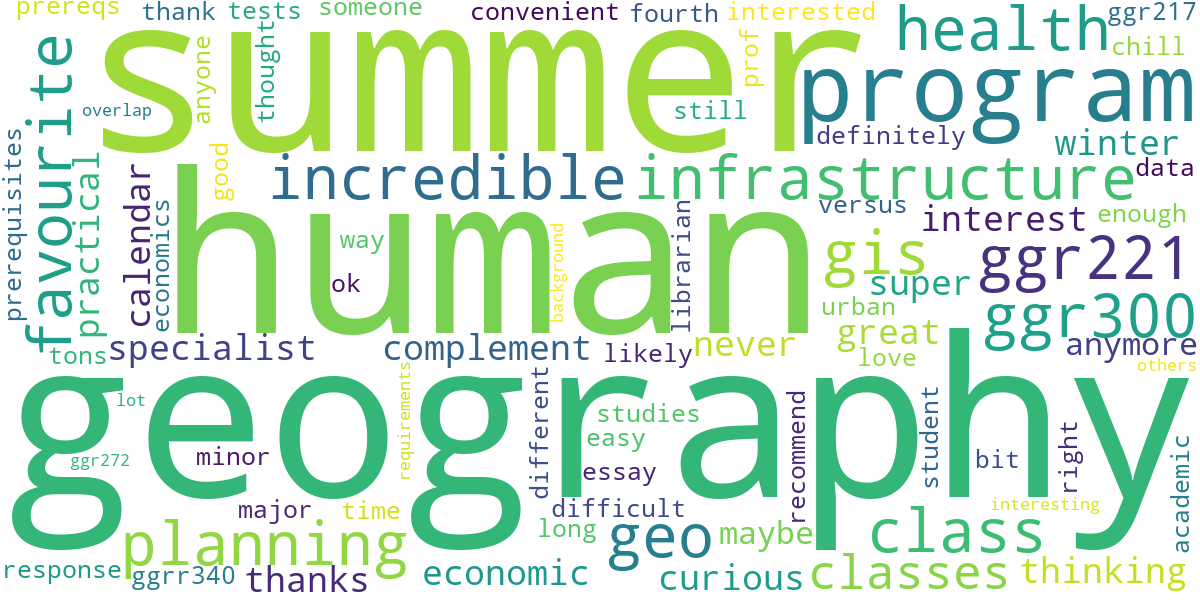 prereqs
thank
tests
someone
convenient
fourth
interested
ggr217
summer
health
chill
favourite
anyone
thought
prof
program
overlap
still
definitely
winter
prerequisites
practical
good
incredible
infrastructure
data
calendar
economics
human
librarian
versus
interest
enough
way
background
gis
ggr221
ok
super
urban
ggr300
tons
specialist
complement
likely
never
great
love
anymore
others
geography
lot
requirements
different
studies
recommend
student
easy
ggr272
minor
essay
bit
right
academic
major
time
difficult
interesting
planning
long
geo
maybe
class
response
ggrr340
thanks
economic
curious
classes
thinking